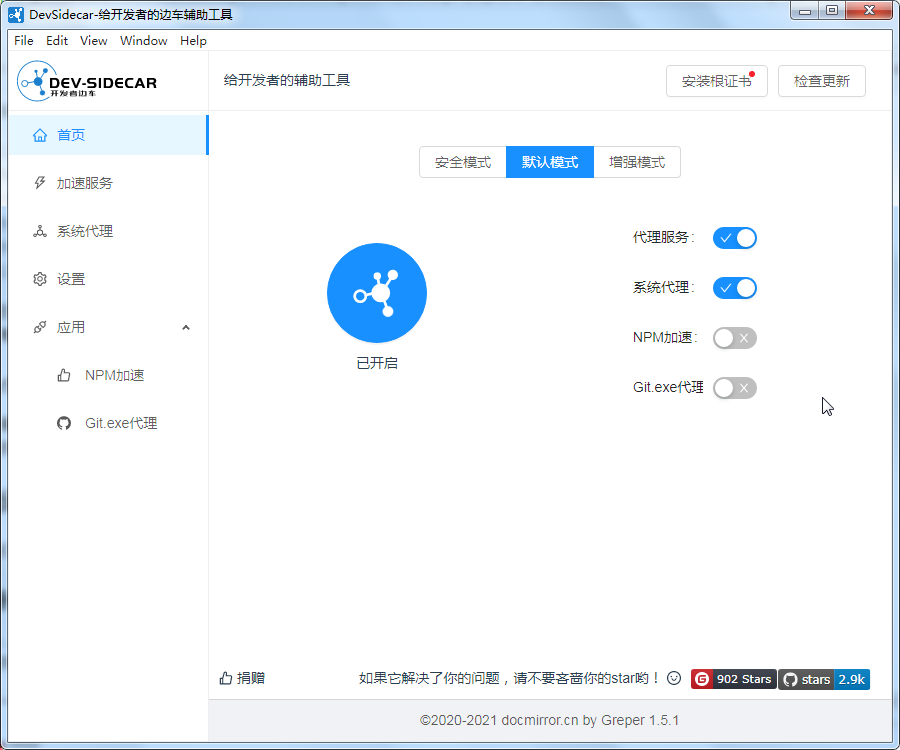 DevSidecar-给开发者的边车辅助工具
File Edit View Window Help
DEV-SIDECAR
开发者边车
给开发者的辅助工具
安装根证书
检查更新
首页
加速服务
系统代理
设置
应用
NPM加速
Git.exe代理
安全模式
默认模式
增强模式
已开启
代理服务:
系统代理:
NPM加速:
Git.exe代理
捐赠
如果它解决了你的问题，请不要吝啬你的star哟！
G 902 Stars
stars 2.9k
©2020-2021 docmirror.cn by Greper 1.5.1